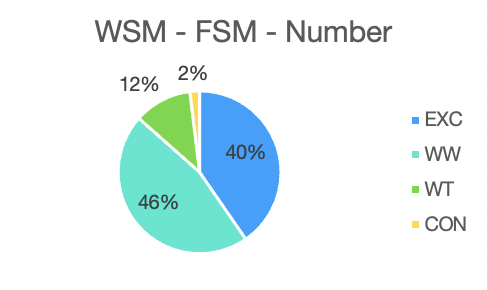 WSM - FSM - Number
2%
12%
40%
46%
EXC
WW
WT
CON